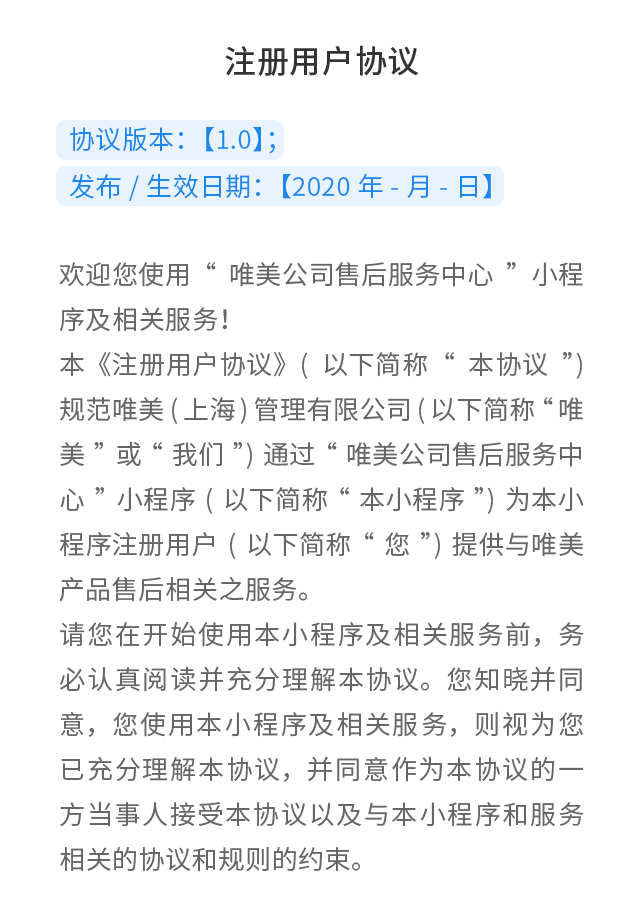 注册用户协议
协议版本：【1.0】；
发布 / 生效日期：【2020 年 - 月 - 日】
欢迎您使用“ 唯美公司售后服务中心 ” 小程
序及相关服务！
本《注册用户协议》( 以下简称 “ 本协议 ”)
规范唯美 (上海) 管理有限公司 (以下简称“唯
美 ” 或“ 我们 ”) 通过“ 唯美公司售后服务中
心 ” 小程序 ( 以下简称“ 本小程序 ”) 为本小
程序注册用户 ( 以下简称“ 您 ”) 提供与唯美
产品售后相关之服务。
请您在开始使用本小程序及相关服务前，务
必认真阅读并充分理解本协议。您知晓并同
意，您使用本小程序及相关服务，则视为您
已充分理解本协议，并同意作为本协议的一
方当事人接受本协议以及与本小程序和服务
相关的协议和规则的约束。